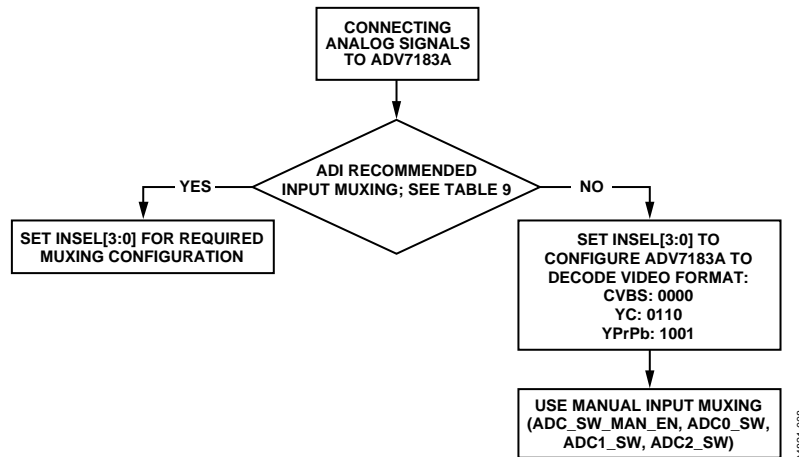 CONNECTING
ANALOG SIGNALS
TO ADV7183A
ADI RECOMMENDED
INPUT MUXING; SEE TABLE 9
YES
NO
SET INSEL[3:0] FOR REQUIRED
MUXING CONFIGURATION
SET INSEL[3:0] TO
CONFIGURE ADV7183A TO
DECODE VIDEO FORMAT:
CVBS: 0000
YC: 0110
YPrPb: 1001
USE MANUAL INPUT MUXING
(ADC_SW_MAN_EN, ADC0_SW,
ADC1_SW, ADC2_SW)